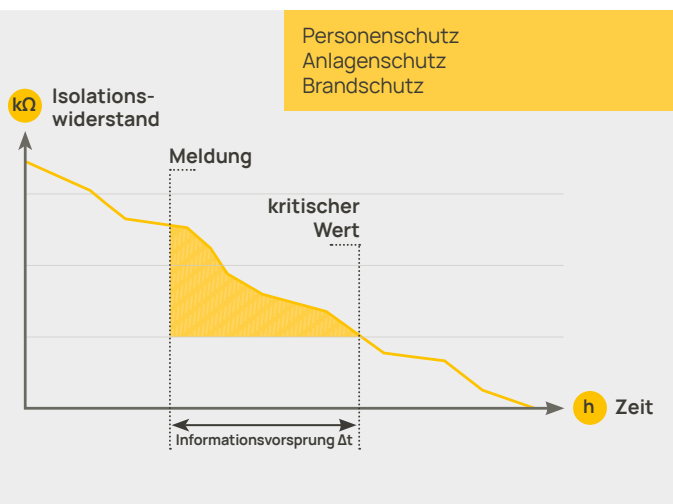 Personenschutz
Anlagenschutz
Brandschutz
kΩ
Isolations-
widerstand
Meldung
kritischer
Wert
h
Zeit
Informationsvorsprung Δt